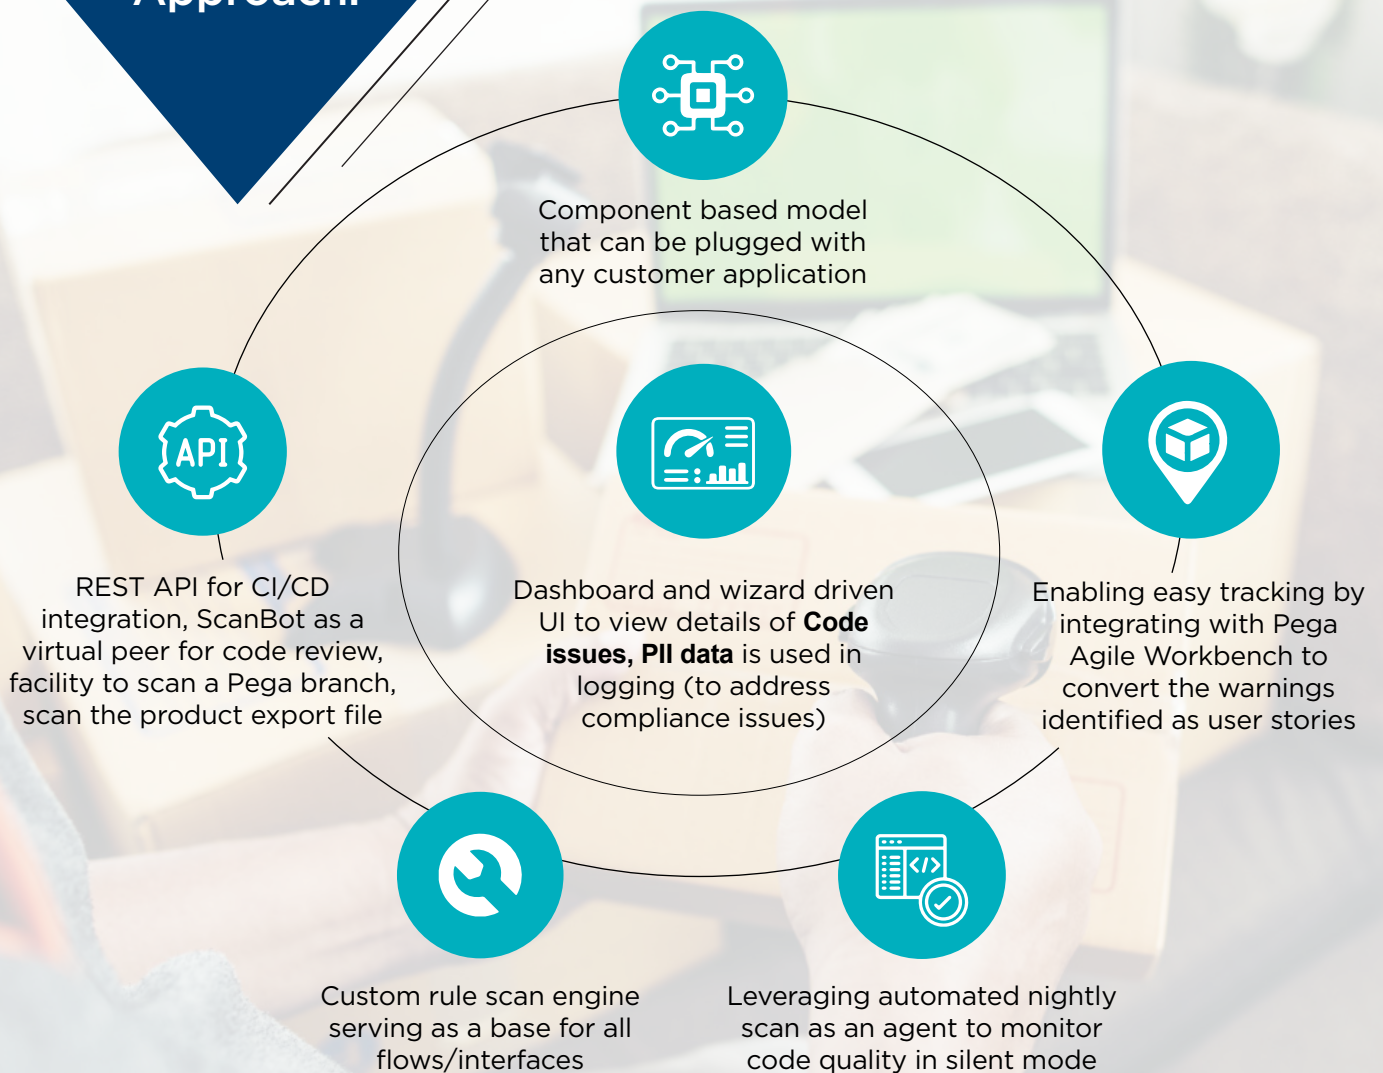 Approach:
Component based model
that can be plugged with
any customer application
API
REST API for CI/CD
integration, ScanBot as a
virtual peer for code review,
facility to scan a Pega branch,
scan the product export file
Dashboard and wizard driven
UI to view details of Code
issues, PII data is used in
logging (to address
compliance issues)
Enabling easy tracking by
integrating with Pega
Agile Workbench to
convert the warnings
identified as user stories
</>
Custom rule scan engine
serving as a base for all
flows/interfaces
Leveraging automated nightly
scan as an agent to monitor
code quality in silent mode